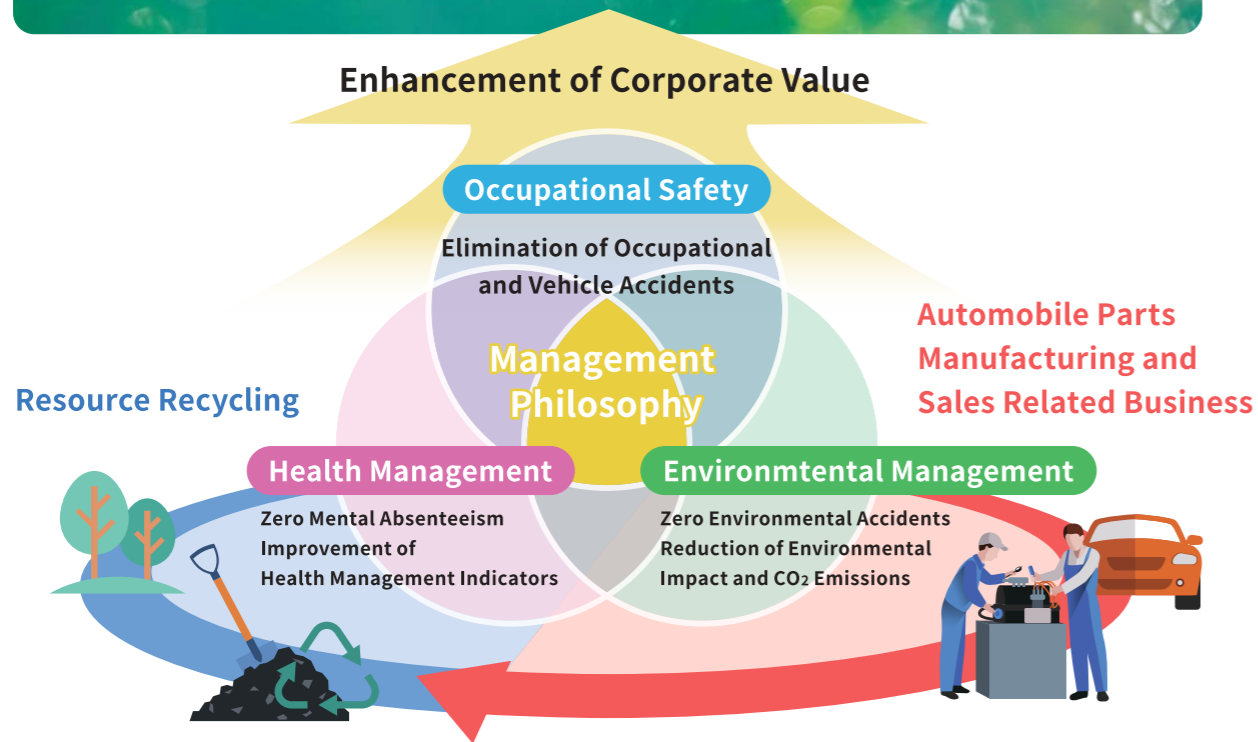 Enhancement of Corporate Value
Occupational Safety
Elimination of Occupational
and Vehicle Accidents
Management
Philosophy
Resource Recycling
Automobile Parts
Manufacturing and
Sales Related Business
Health Management
Zero Mental Absenteeism
Improvement of
Health Management Indicators
Environmtental Management
Zero Environmental Accidents
Reduction of Environmental
Impact and CO₂ Emissions